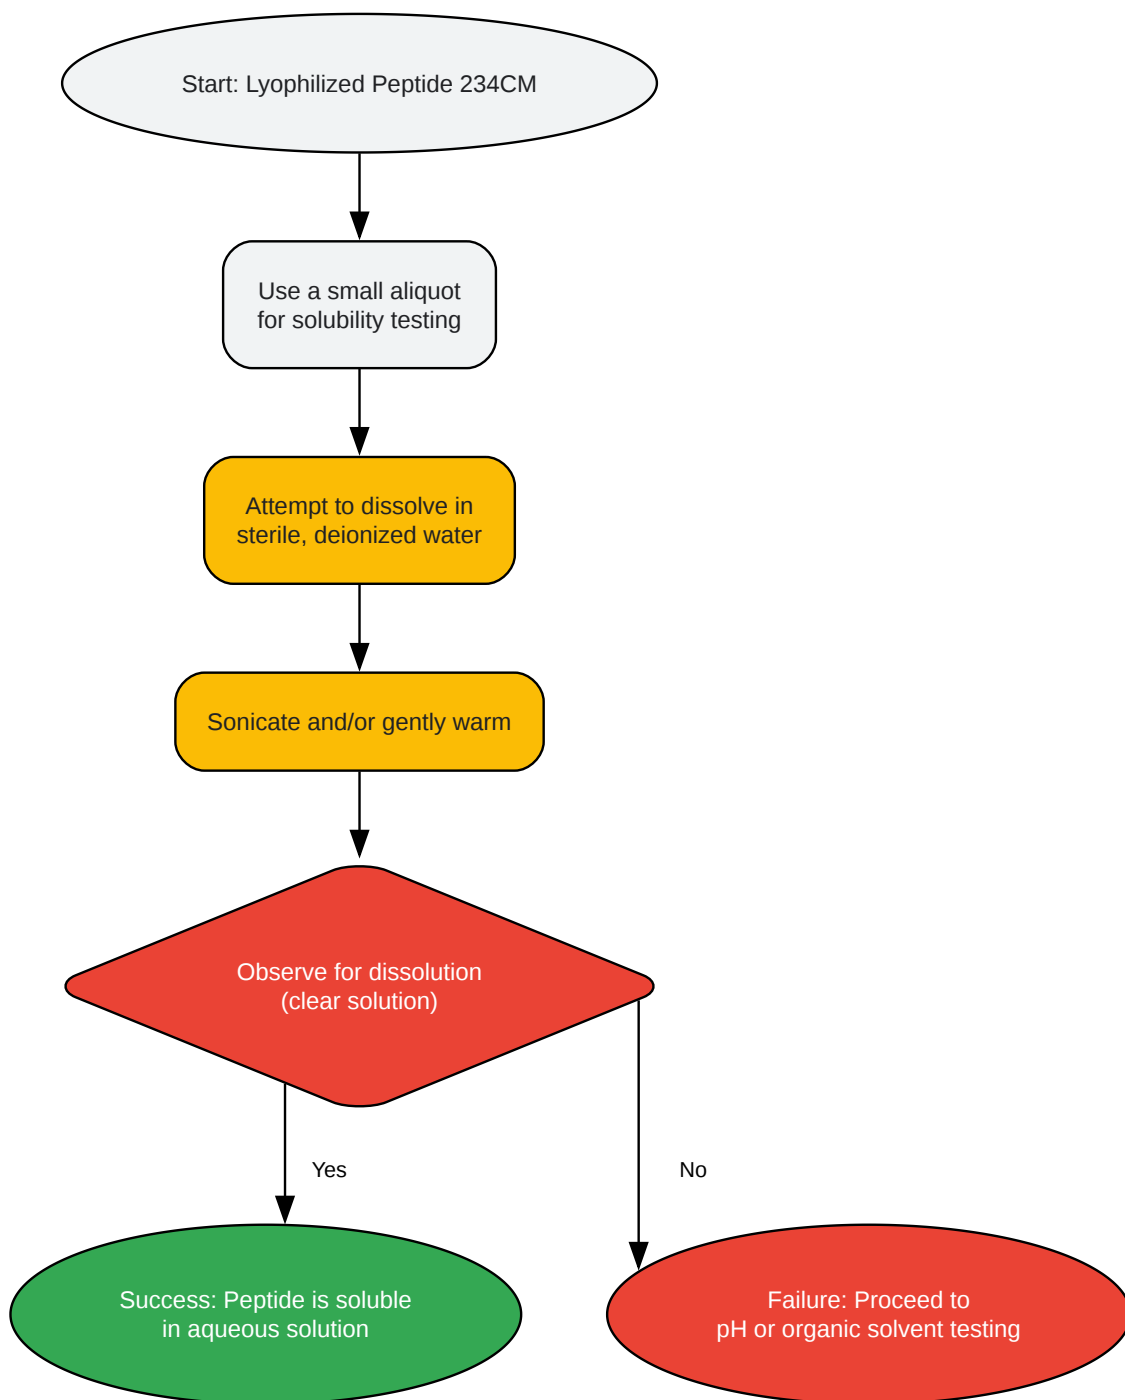 Start: Lyophilized Peptide 234CM
Use a small aliquot
for solubility testing
Attempt to dissolve in
sterile, deionized water
Sonicate and/or gently warm
Observe for dissolution
(clear solution)
Yes
No
Success: Peptide is soluble
in aqueous solution
Failure: Proceed to
pH or organic solvent testing